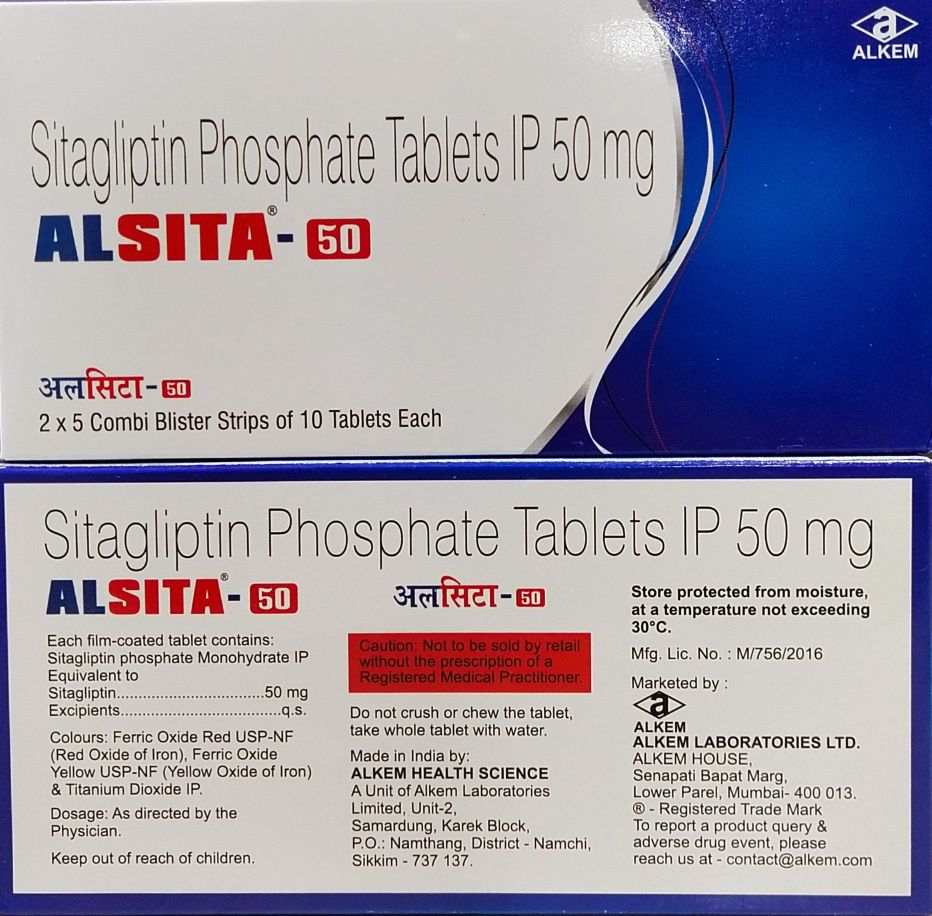 ALKEM
Sitagliptin Phosphate Tablets IP 50 mg
ALSITA®- 50
अलसिटा- 50
2 x 5 Combi Blister Strips of 10 Tablets Each
Sitagliptin Phosphate Tablets IP 50 mg
ALSITA®- 50
Each film-coated tablet contains:
Sitagliptin phosphate Monohydrate IP
Equivalent to
Sitagliptin..............................50 mg
Excipients................................q.s.
Colours: Ferric Oxide Red USP-NF
(Red Oxide of Iron), Ferric Oxide
Yellow USP-NF (Yellow Oxide of Iron)
& Titanium Dioxide IP.
Dosage: As directed by the
Physician.
Keep out of reach of children.
अलसिटा- 50
Caution: Not to be sold by retail
without the prescription of a
Registered Medical Practitioner.
Do not crush or chew the tablet,
take whole tablet with water.
Made in India by:
ALKEM HEALTH SCIENCE
A Unit of Alkem Laboratories
Limited, Unit-2,
Samardung, Karek Block,
P.O.: Namthang, District - Namchi,
Sikkim - 737 137.
Store protected from moisture,
at a temperature not exceeding
30°C.
Mfg. Lic. No. : M/756/2016
Marketed by :
ALKEM
ALKEM LABORATORIES LTD.
ALKEM HOUSE,
Senapati Bapat Marg,
Lower Parel, Mumbai- 400 013.
® - Registered Trade Mark
To report a product query &
adverse drug event, please
reach us at - contact@alkem.com